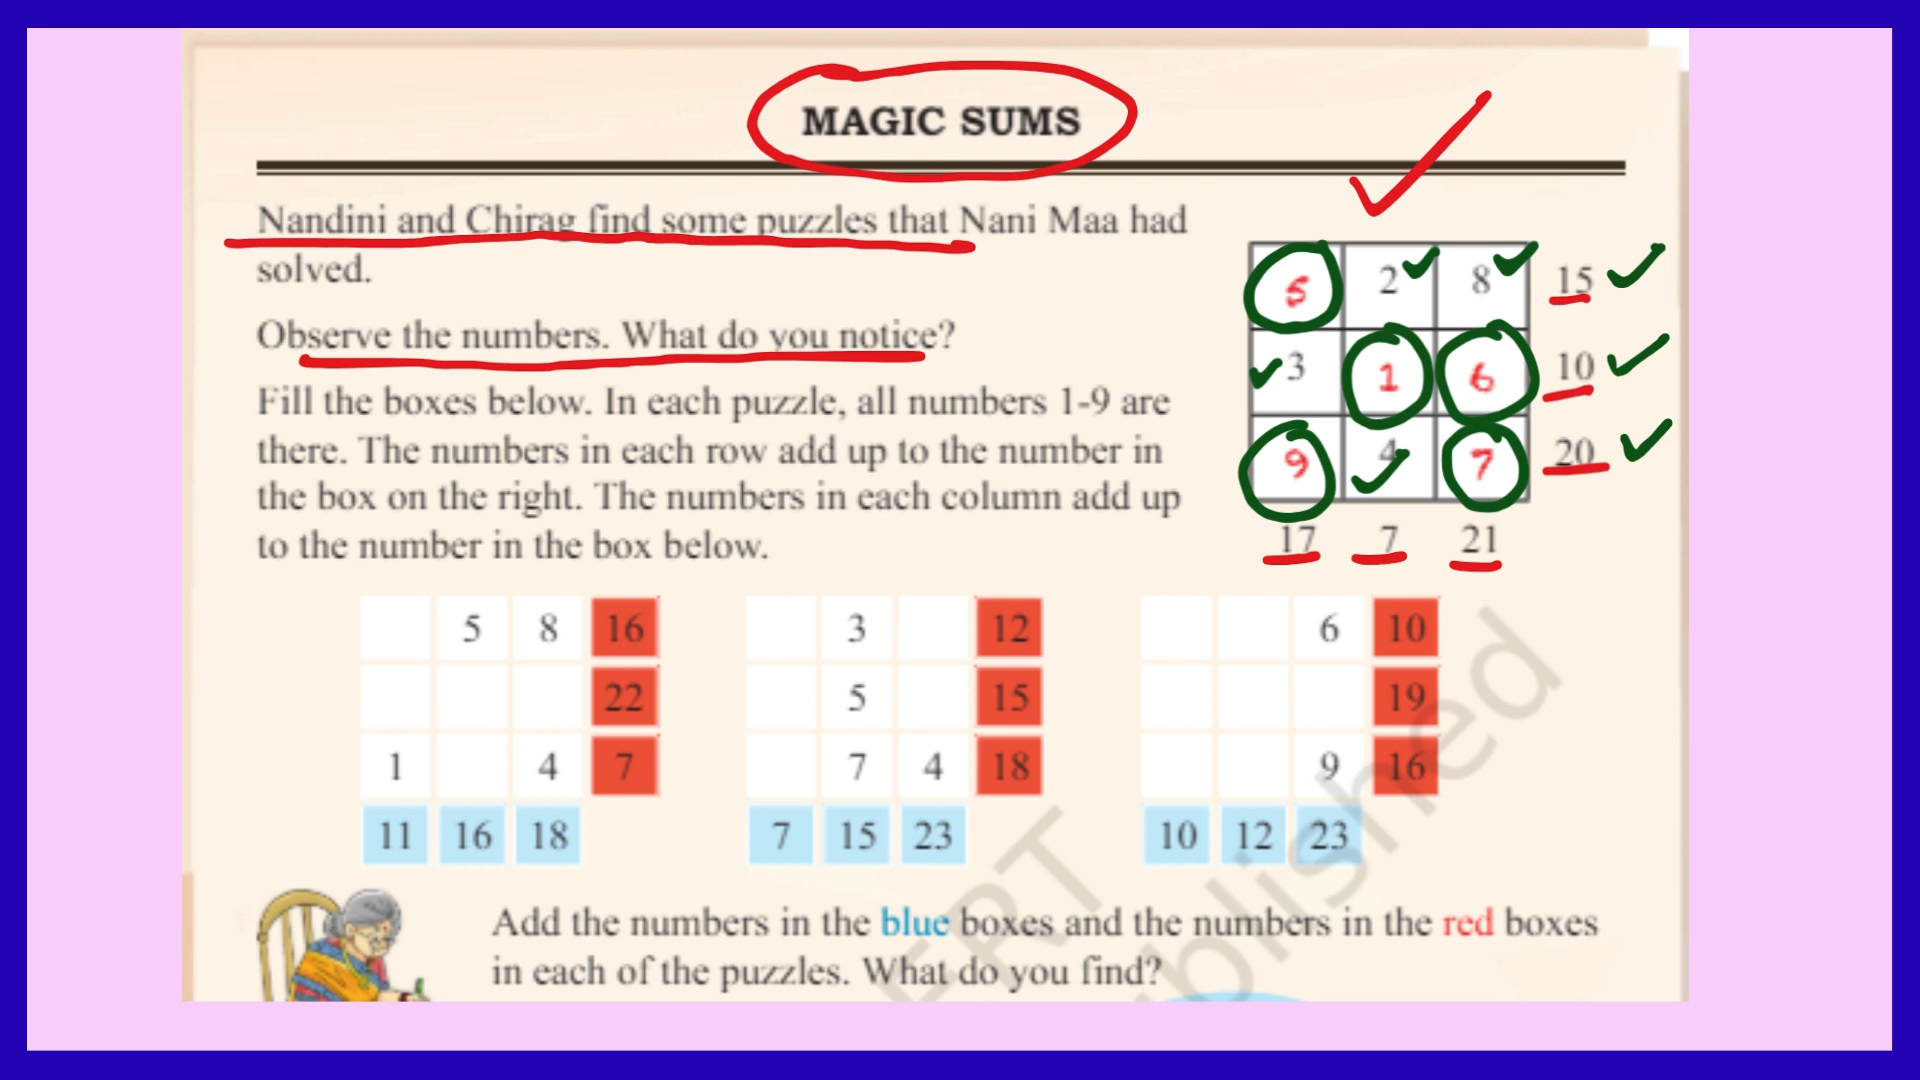 MAGIC SUMS
Nandini and Chirag find some puzzles that Nani Maa had
solved.
Observe the numbers. What do you notice?
Fill the boxes below. In each puzzle, all numbers 1-9 are
there. The numbers in each row add up to the number in
the box on the right. The numbers in each column add up
to the number in the box below.
5 2 8 15
3 1 6 10
9 4 7 20
17 7 21
5 8 16
22
1 4 7
11 16 18
3 12
5 15
7 4 18
7 15 23
6 10
19
9 16
10 12 23
Add the numbers in the blue boxes and the numbers in the red boxes
in each of the puzzles. What do you find?